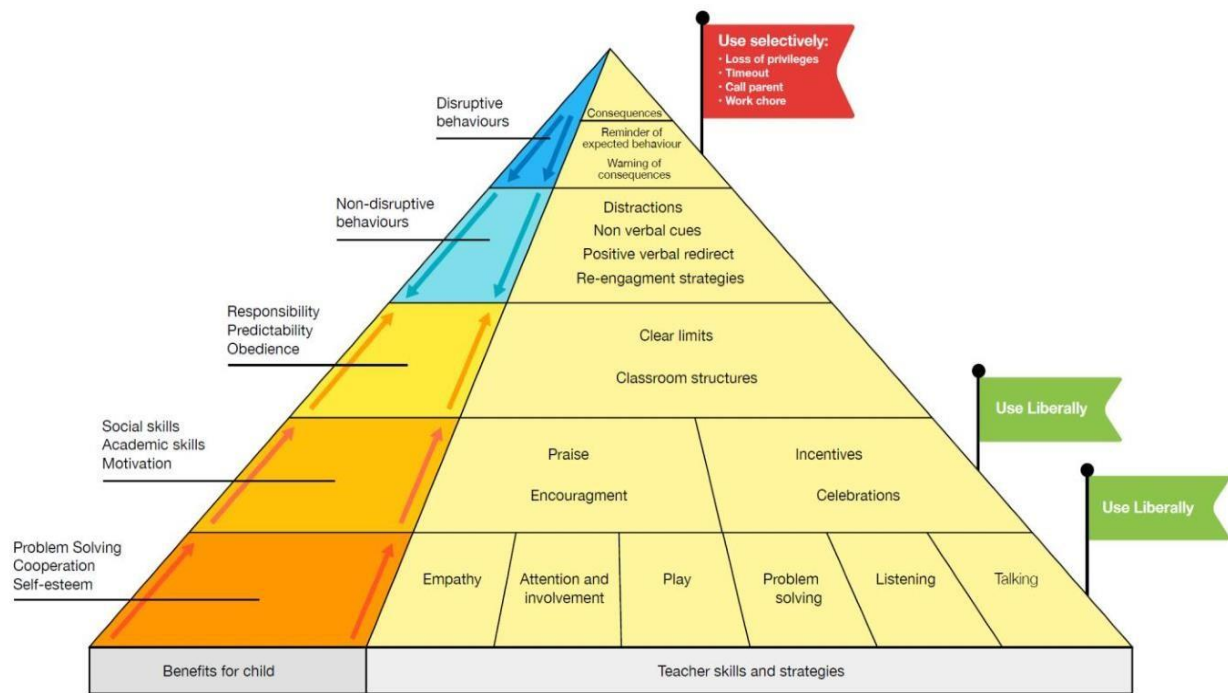 Use selectively:
• Loss of privileges
• Timeout
• Call parent
• Work chore
Disruptive
behaviours
Consequences
Reminder of
expected behaviour
Warning of
consequences
Non-disruptive
behaviours
Distractions
Non verbal cues
Positive verbal redirect
Re-engagment strategies
Responsibility
Predictability
Obedience
Clear limits
Classroom structures
Use Liberally
Social skills
Academic skills
Motivation
Praise
Incentives
Encouragment
Celebrations
Use Liberally
Problem Solving
Cooperation
Self-esteem
Empathy
Attention and
involvement
Play
Problem
solving
Listening
Talking
Benefits for child
Teacher skills and strategies